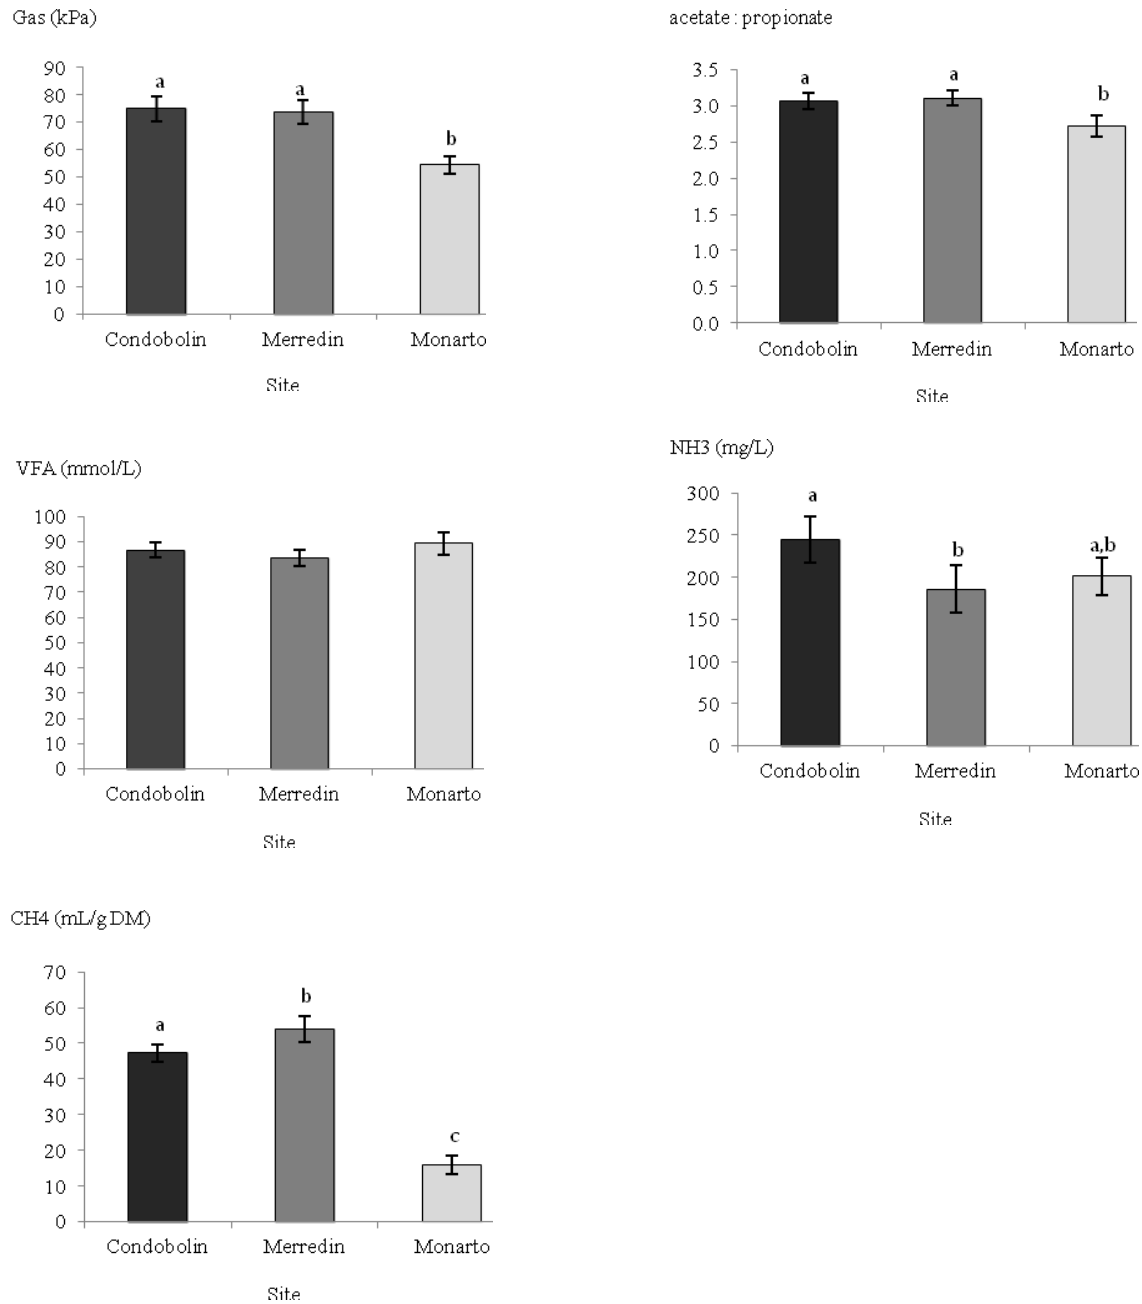 Gas (kPa)
90
80
70
60
50
40
30
20
10
0
a
a
b
Condobolin Merredin Monarto
Site
acetate : propionate
3.5
3.0
2.5
2.0
1.5
1.0
0.5
0.0
a
a
b
Condobolin Merredin Monarto
Site
VFA (mmol/L)
100
90
80
70
60
50
40
30
20
10
0
Condobolin Merredin Monarto
Site
NH3 (mg/L)
300
250
200
150
100
50
0
a
b
a,b
Condobolin Merredin Monarto
Site
CH4 (mL/g DM)
70
60
50
40
30
20
10
0
a
b
c
Condobolin Merredin Monarto
Site